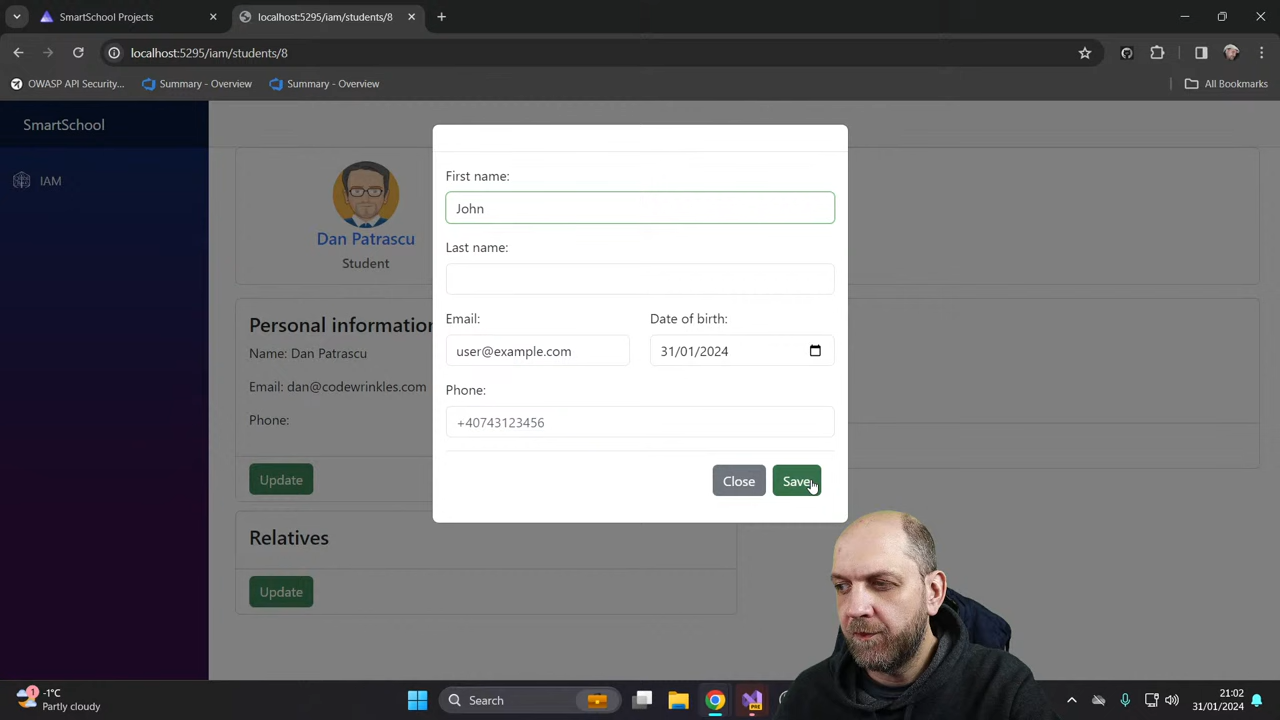 SmartSchool Projects
localhost:5295/iam/students/8
localhost:5295/iam/students/8
OWASP API Security...
Summary - Overview
Summary - Overview
All Bookmarks
SmartSchool
IAM
Dan Patrascu
Student
Personal information
Name: Dan Patrascu
Email: dan@codewrinkles.com
Phone:
Update
Relatives
Update
First name:
John
Last name:
Email:
Date of birth:
user@example.com
31/01/2024
Phone:
+40743123456
Close
Save
1
-1°C
Partly cloudy
Search
PRE
21:02
31/01/2024